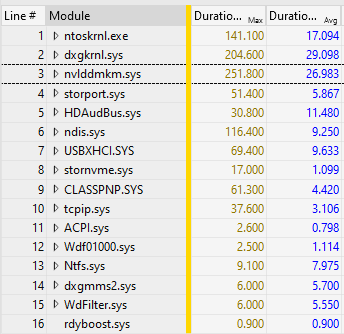 Line # Module Duratio... Max Duratio... Avg
1 ntoskrnl.exe 141.100 17.094
2 dxgkrnl.sys 204.600 29.098
3 nvlddmkm.sys 251.800 26.983
4 storport.sys 51.400 5.867
5 HDAudBus.sys 30.800 11.480
6 ndis.sys 116.400 9.250
7 USBXHCI.SYS 69.400 9.633
8 stornvme.sys 17.000 1.099
9 CLASSPNP.SYS 61.300 4.420
10 tcpip.sys 37.600 3.106
11 ACPI.sys 2.600 0.798
12 Wdf01000.sys 2.500 1.114
13 Ntfs.sys 9.100 7.975
14 dxgmms2.sys 6.000 5.700
15 WdFilter.sys 6.000 5.550
16 rdyboost.sys 0.900 0.900